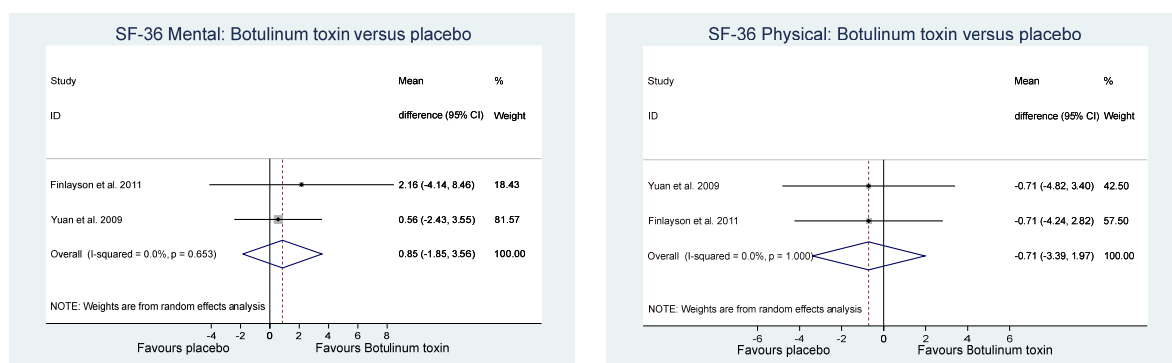 SF-36 Mental: Botulinum toxin versus placebo
Study Mean %
ID difference (95% CI) Weight
Finlayson et al. 2011 2.16 (-4.14, 8.46) 18.43
Yuan et al. 2009 0.56 (-2.43, 3.55) 81.57
Overall (I-squared = 0.0%, p = 0.653) 0.85 (-1.85, 3.56) 100.00
NOTE: Weights are from random effects analysis
-4 -2 0 2 4 6 8
Favours placebo Favours Botulinum toxin
SF-36 Physical: Botulinum toxin versus placebo
Study Mean %
ID difference (95% CI) Weight
Yuan et al. 2009 -0.71 (-4.82, 3.40) 42.50
Finlayson et al. 2011 -0.71 (-4.24, 2.82) 57.50
Overall (I-squared = 0.0%, p = 1.000) -0.71 (-3.39, 1.97) 100.00
NOTE: Weights are from random effects analysis
-6 -4 -2 0 2 4 6
Favours placebo Favours Botulinum toxin